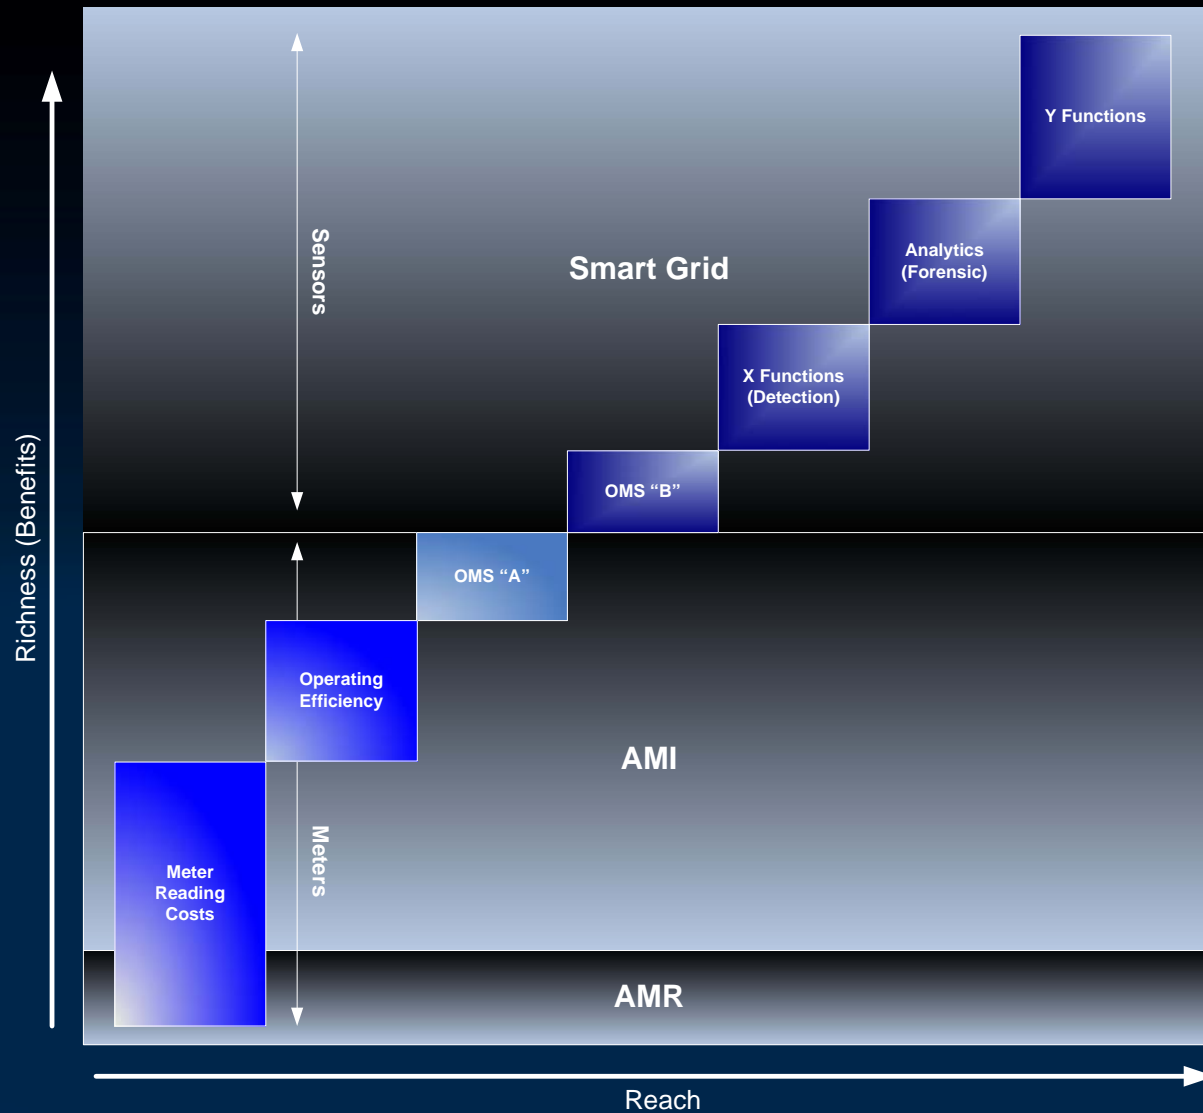 Y Functions
Analytics
(Forensic)
Sensors
Smart Grid
X Functions
(Detection)
OMS “B”
Richness (Benefits)
OMS “A”
Operating
Efficiency
AMI
Meters
Meter
Reading
Costs
AMR
Reach